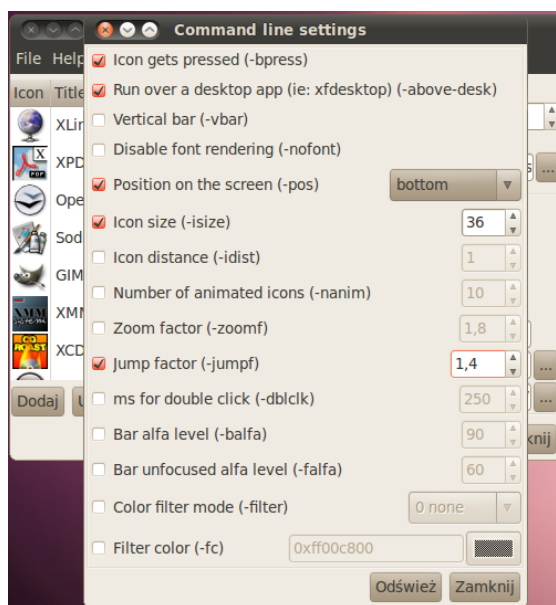 Command line settings
File Help
Icon gets pressed (-bpress)
Icon Title
Run over a desktop app (ie: xfdesktop) (-above-desk)
Vertical bar (-vbar)
XLin
Disable font rendering (-nofont)
XPD
Position on the screen (-pos) bottom
Ope
Icon size (-isize) 36
Sod
Icon distance (-idist) 1
GIM
Number of animated icons (-nanim) 10
XMM
Zoom factor (-zoomf) 1,8
XCD
Jump factor (-jumpf) 1,4
Dodaj U
ms for double click (-dblclk) 250
Bar alfa level (-balfa) 90
knij
Bar unfocused alfa level (-falfa) 60
Color filter mode (-filter) 0 none
Filter color (-fc) 0xff00c800
Odśwież Zamknij